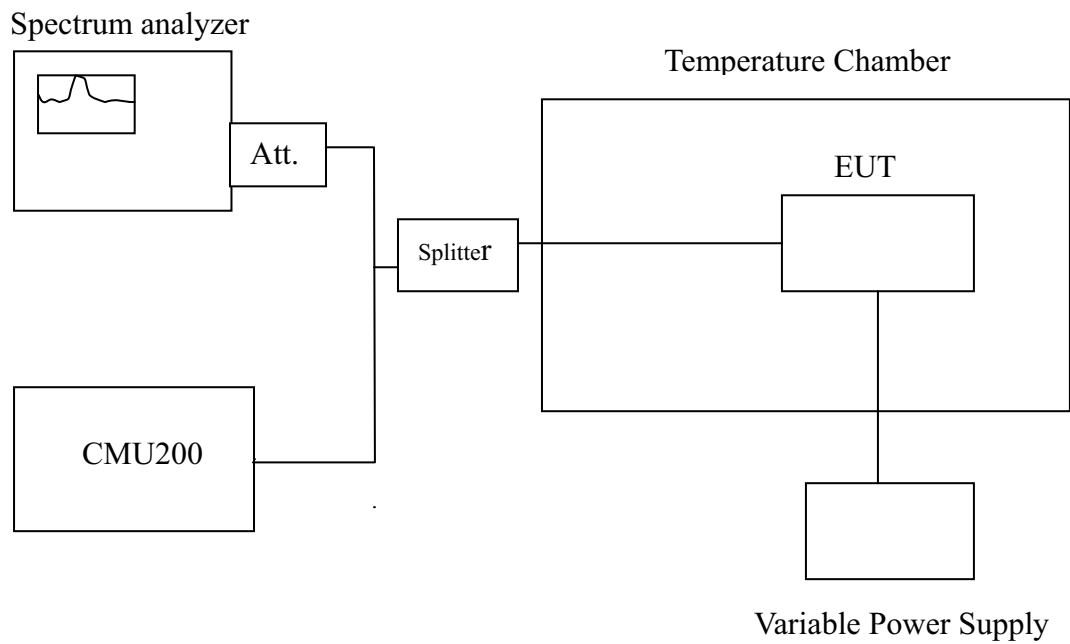 Spectrum analyzer
Temperature Chamber
Att.
EUT
Splitter
CMU200
Variable Power Supply